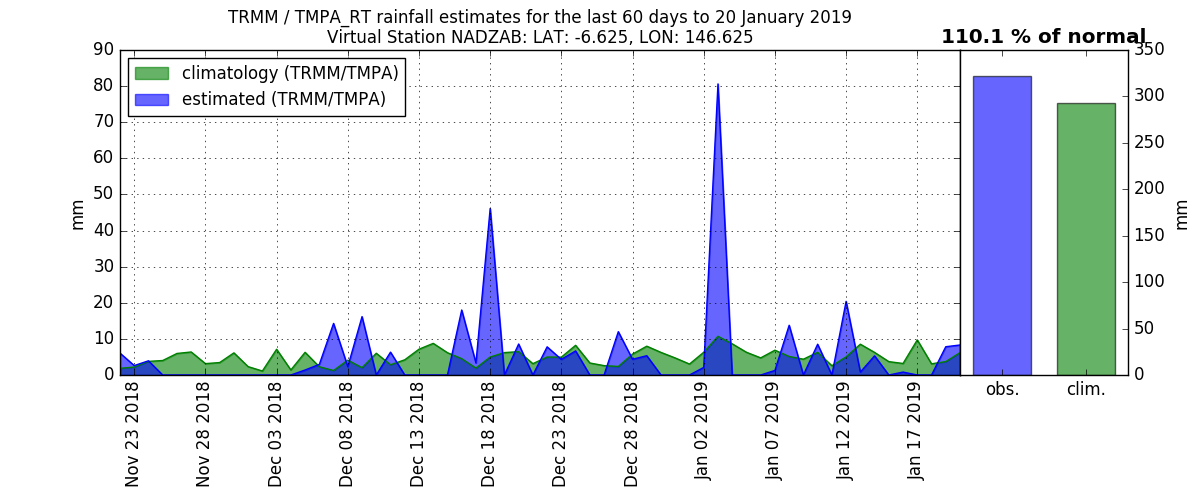 TRMM / TMPA_RT rainfall estimates for the last 60 days to 20 January 2019
Virtual Station NADZAB: LAT: -6.625, LON: 146.625
110.1 % of normal
climatology (TRMM/TMPA)
estimated (TRMM/TMPA)
90
80
70
60
50
40
30
20
10
0
mm
Nov 23 2018
Nov 28 2018
Dec 03 2018
Dec 08 2018
Dec 13 2018
Dec 18 2018
Dec 23 2018
Dec 28 2018
Jan 02 2019
Jan 07 2019
Jan 12 2019
Jan 17 2019
obs.
clim.
350
300
250
200
150
100
50
0
mm